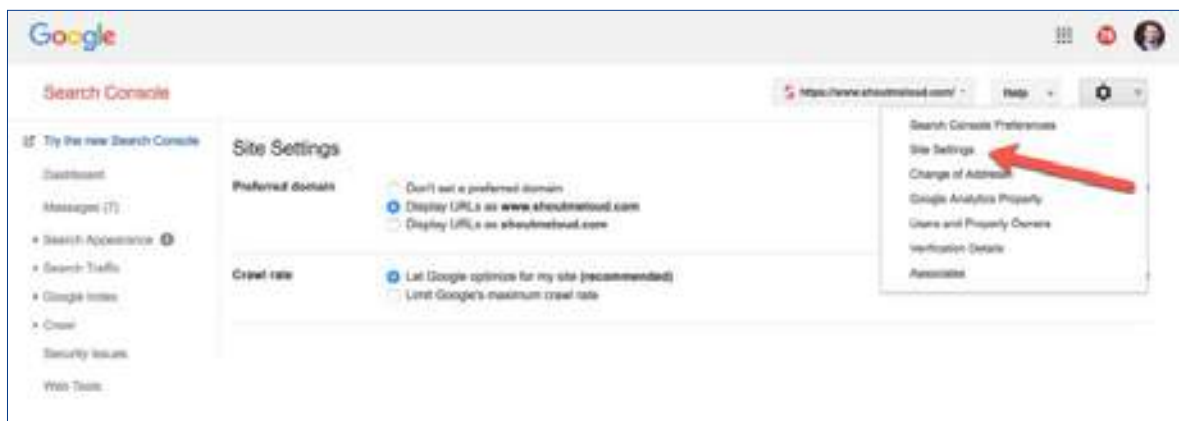 Google
Search Console
https://www.shoutmeloud.com/
Help
Try the new Search Console
Dashboard
Messages (7)
Search Appearance
Search Traffic
Google Index
Crawl
Security Issues
Web Tools
Site Settings
Preferred domain
Don't set a preferred domain
Display URLs as www.shoutmeloud.com
Display URLs as shoutmeloud.com
Crawl rate
Let Google optimize for my site (recommended)
Limit Google's maximum crawl rate
Search Console Preferences
Site Settings
Change of Address
Google Analytics Property
Users and Property Owners
Verification Details
Associates